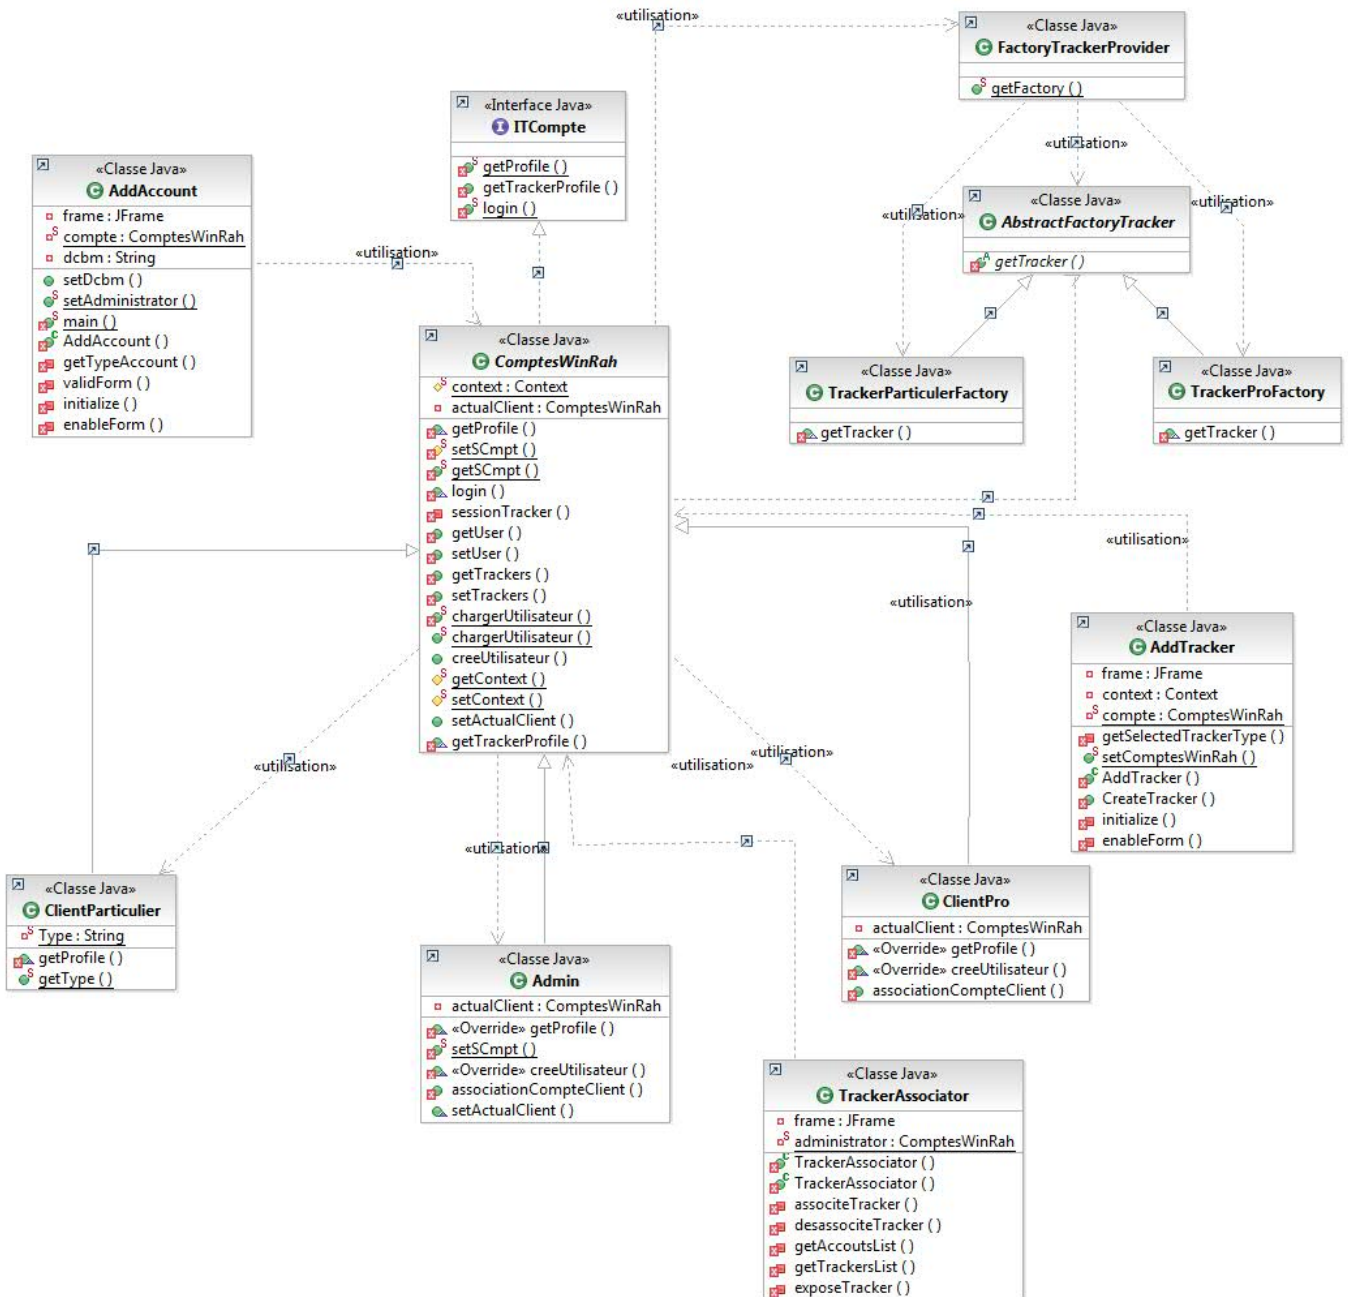 «utilisation»
«Classe Java»
FactoryTrackerProvider
getFactory ( )
«Interface Java»
ITCompte
getProfile ( )
getTrackerProfile ( )
login ( )
«utilisation»
«utilisation»
«utilisation»
«Classe Java»
AbstractFactoryTracker
getTracker ( )
«Classe Java»
AddAccount
frame : JFrame
compte : ComptesWinRah
dcbm : String
setDcbm ( )
setAdministrator ( )
main ( )
AddAccount ( )
getTypeAccount ( )
validForm ( )
initialize ( )
enableForm ( )
«utilisation»
«Classe Java»
ComptesWinRah
context : Context
actualClient : ComptesWinRah
getProfile ( )
setSCmpt ( )
getSCmpt ( )
login ( )
sessionTracker ( )
getUser ( )
setUser ( )
getTrackers ( )
setTrackers ( )
chargerUtilisateur ( )
chargerUtilisateur ( )
creeUtilisateur ( )
getContext ( )
setContext ( )
setActualClient ( )
getTrackerProfile ( )
«Classe Java»
TrackerParticulerFactory
getTracker ( )
«Classe Java»
TrackerProFactory
getTracker ( )
«utilisation»
«utilisation»
«Classe Java»
AddTracker
frame : JFrame
context : Context
compte : ComptesWinRah
getSelectedTrackerType ( )
setComptesWinRah ( )
AddTracker ( )
CreateTracker ( )
initialize ( )
enableForm ( )
«utilisation»
«utilisation»
«utilisation»
«utilisation»
«Classe Java»
ClientParticulier
Type : String
getProfile ( )
getType ( )
«Classe Java»
Admin
actualClient : ComptesWinRah
«Override» getProfile ( )
setSCmpt ( )
«Override» creeUtilisateur ( )
associationCompteClient ( )
setActualClient ( )
«Classe Java»
ClientPro
actualClient : ComptesWinRah
«Override» getProfile ( )
«Override» creeUtilisateur ( )
associationCompteClient ( )
«Classe Java»
TrackerAssociator
frame : JFrame
administrator : ComptesWinRah
TrackerAssociator ( )
TrackerAssociator ( )
associteTracker ( )
desassociteTracker ( )
getAccoutsList ( )
getTrackersList ( )
exposeTracker ( )